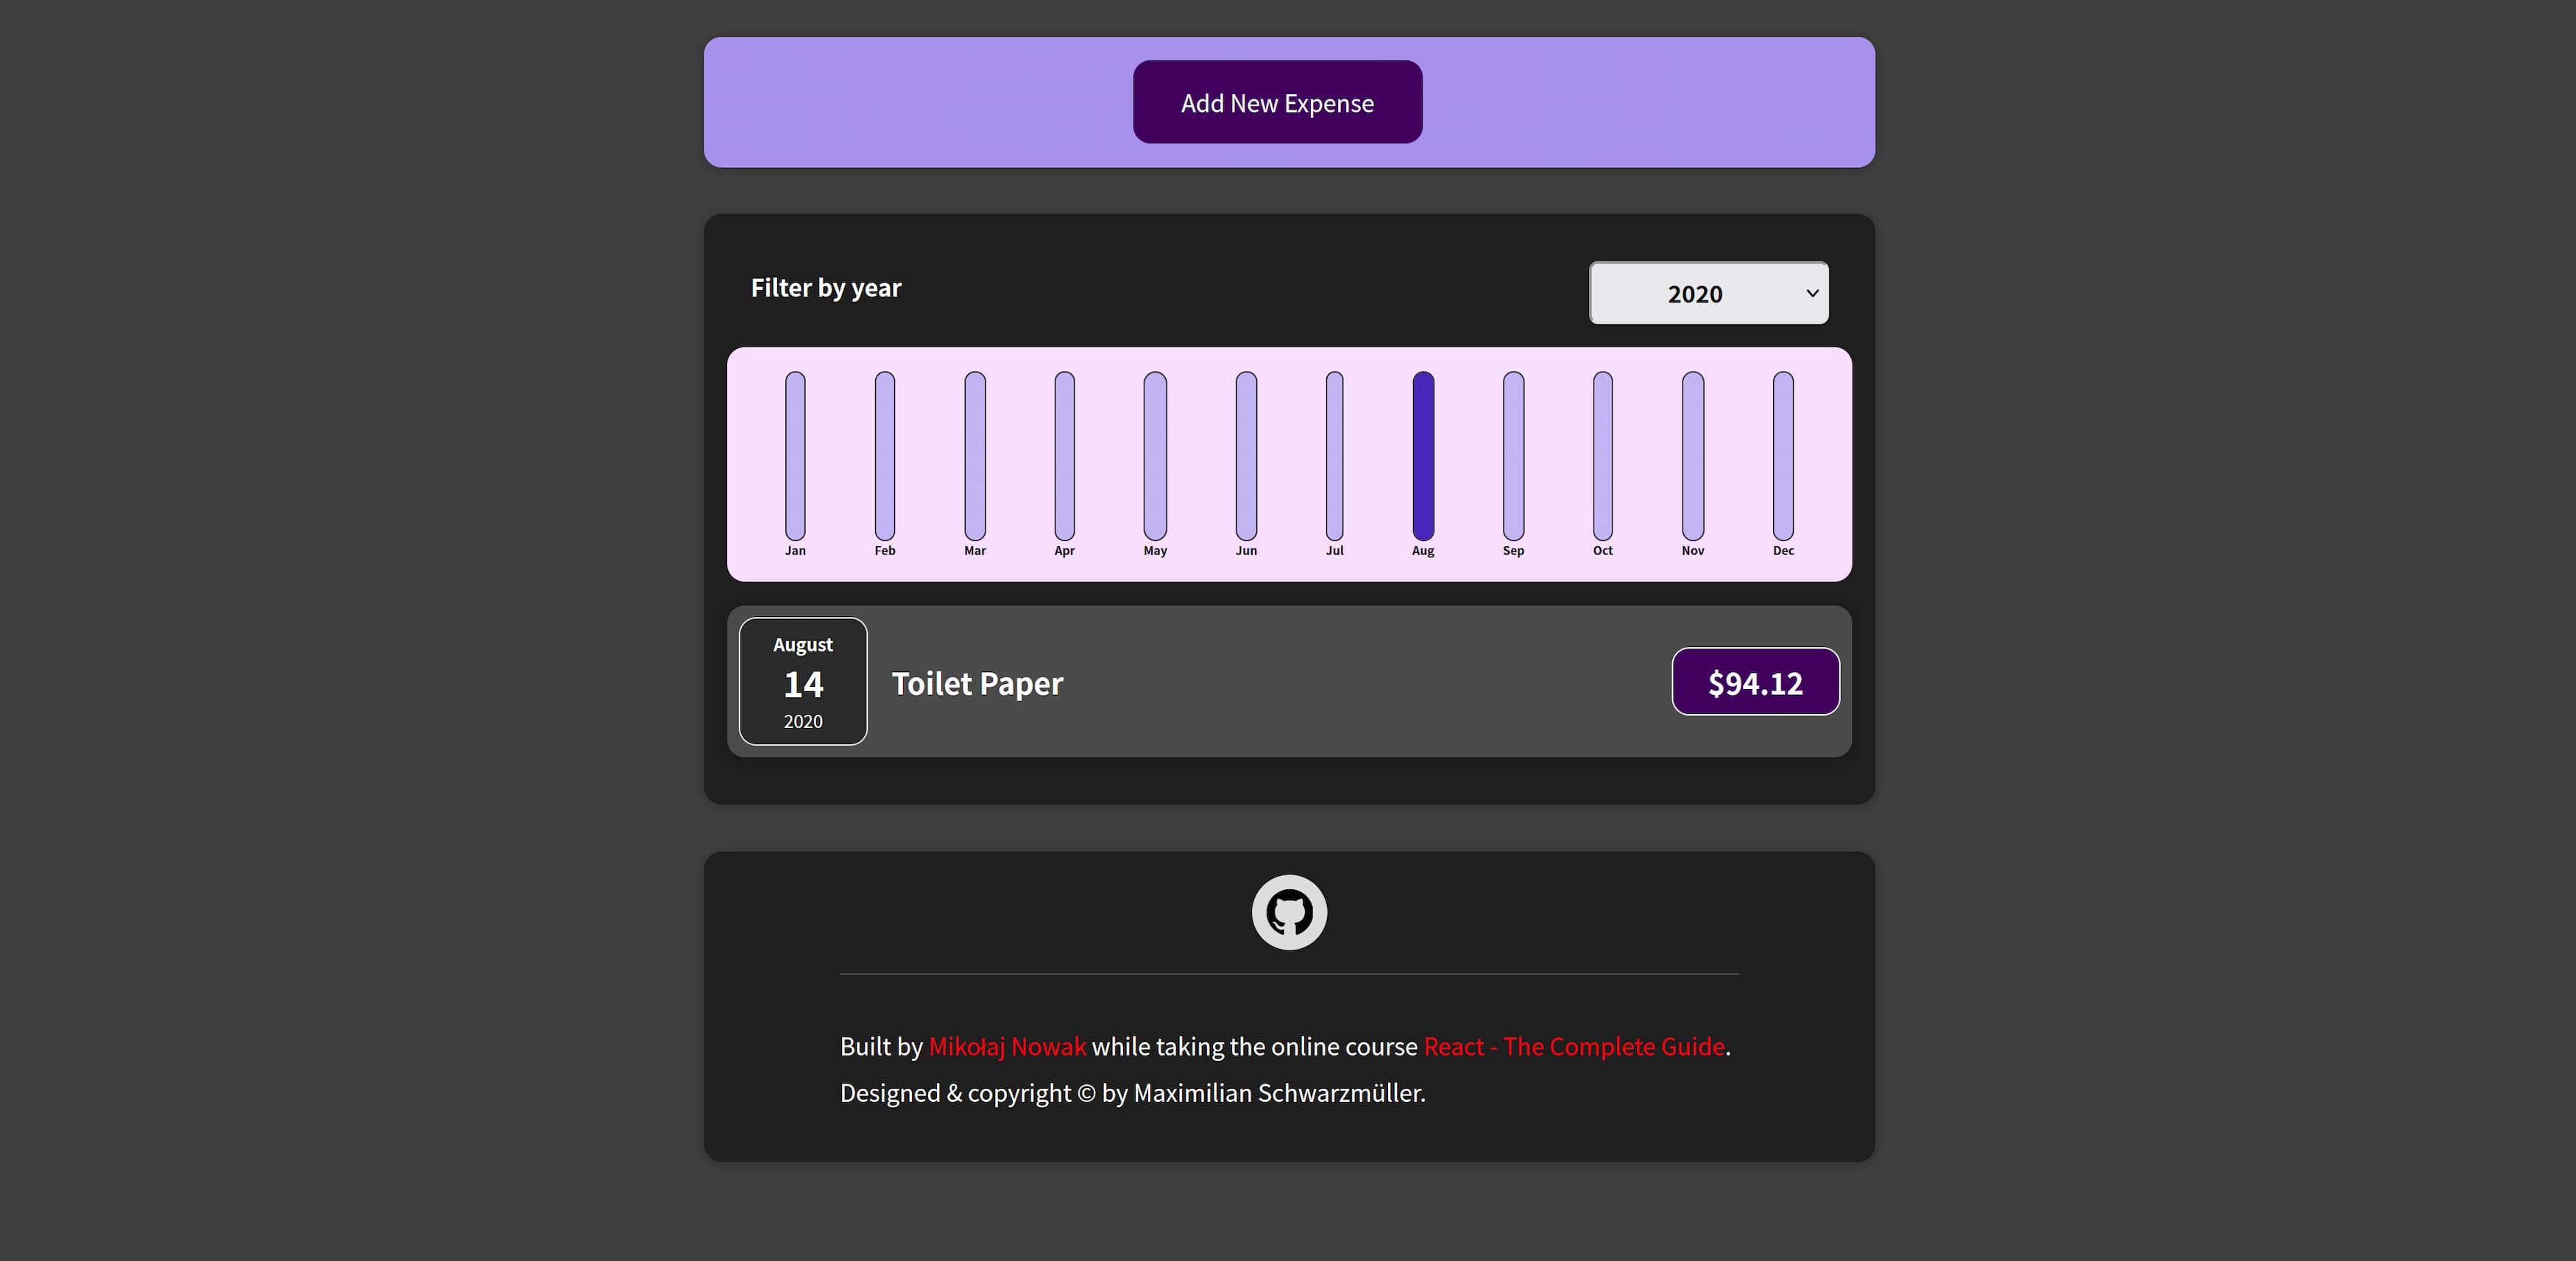 Add New Expense
Filter by year
2020
Jan Feb Mar Apr May Jun Jul Aug Sep Oct Nov Dec
August
14
2020
Toilet Paper
$94.12
Built by Mikołaj Nowak while taking the online course React - The Complete Guide.
Designed & copyright © by Maximilian Schwarzmüller.